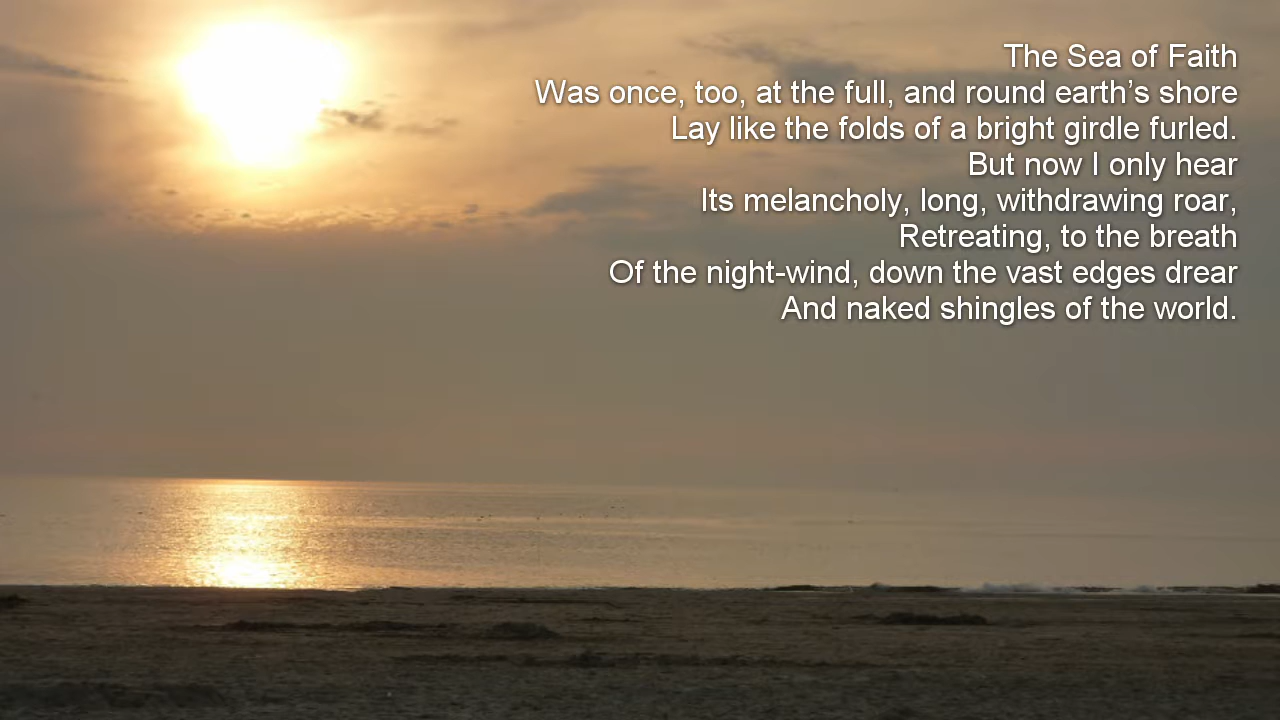 The Sea of Faith
Was once, too, at the full, and round earth’s shore
Lay like the folds of a bright girdle furled.
But now I only hear
Its melancholy, long, withdrawing roar,
Retreating, to the breath
Of the night-wind, down the vast edges drear
And naked shingles of the world.